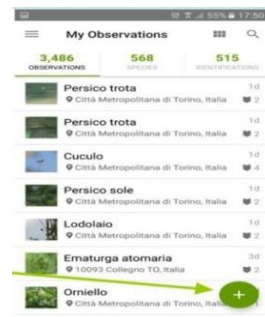 55% 17:50
My Observations
3,486 568 515
OBSERVATIONS SPECIES IDENTIFICATIONS
Persico trota 1d
Città Metropolitana di Torino, Italia 2
Persico trota 1d
Città Metropolitana di Torino, Italia 2
Cuculo 1d
Città Metropolitana di Torino, Italia 4
Persico sole 1d
Città Metropolitana di Torino, Italia 2
Lodolaio 1d
Città Metropolitana di Torino, Italia 2
Ematurga atomaria 3d
10093 Collegno TO, Italia 2
Orniello
Città Metropolitana di Torino, Italia